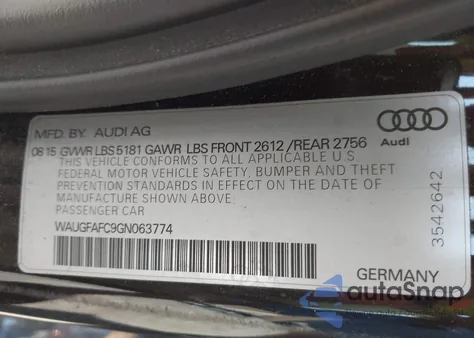 MFD. BY. AUDI AG
08 15 GVWR LBS 5181 GAWR LBS FRONT 2612 /REAR 2756
THIS VEHICLE CONFORMS TO ALL APPLICABLE U S
FEDERAL MOTOR VEHICLE SAFETY, BUMPER AND THEFT
PREVENTION STANDARDS IN EFFECT ON THE DATE OF
MANUFACTURE SHOWN ABOVE.
PASSENGER CAR
WAUGFAFC9GN063774
Audi
3542642
GERMANY
autoSnap